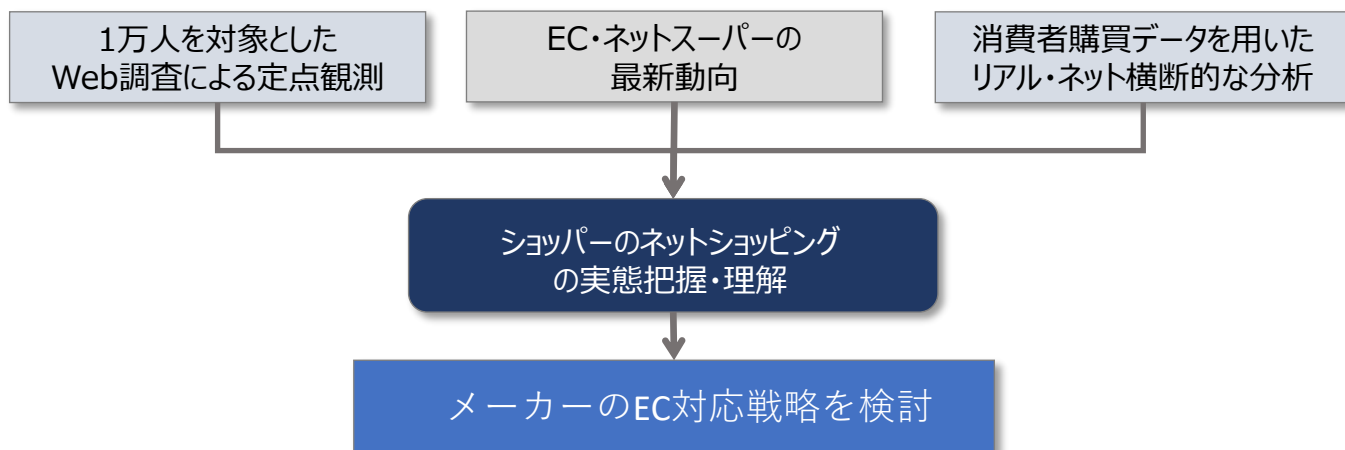 1万人を対象とした
Web調査による定点観測
EC・ネットスーパーの
最新動向
消費者購買データを用いた
リアル・ネット横断的な分析
ショッパーのネットショッピング
の実態把握・理解
メーカーのEC対応戦略を検討